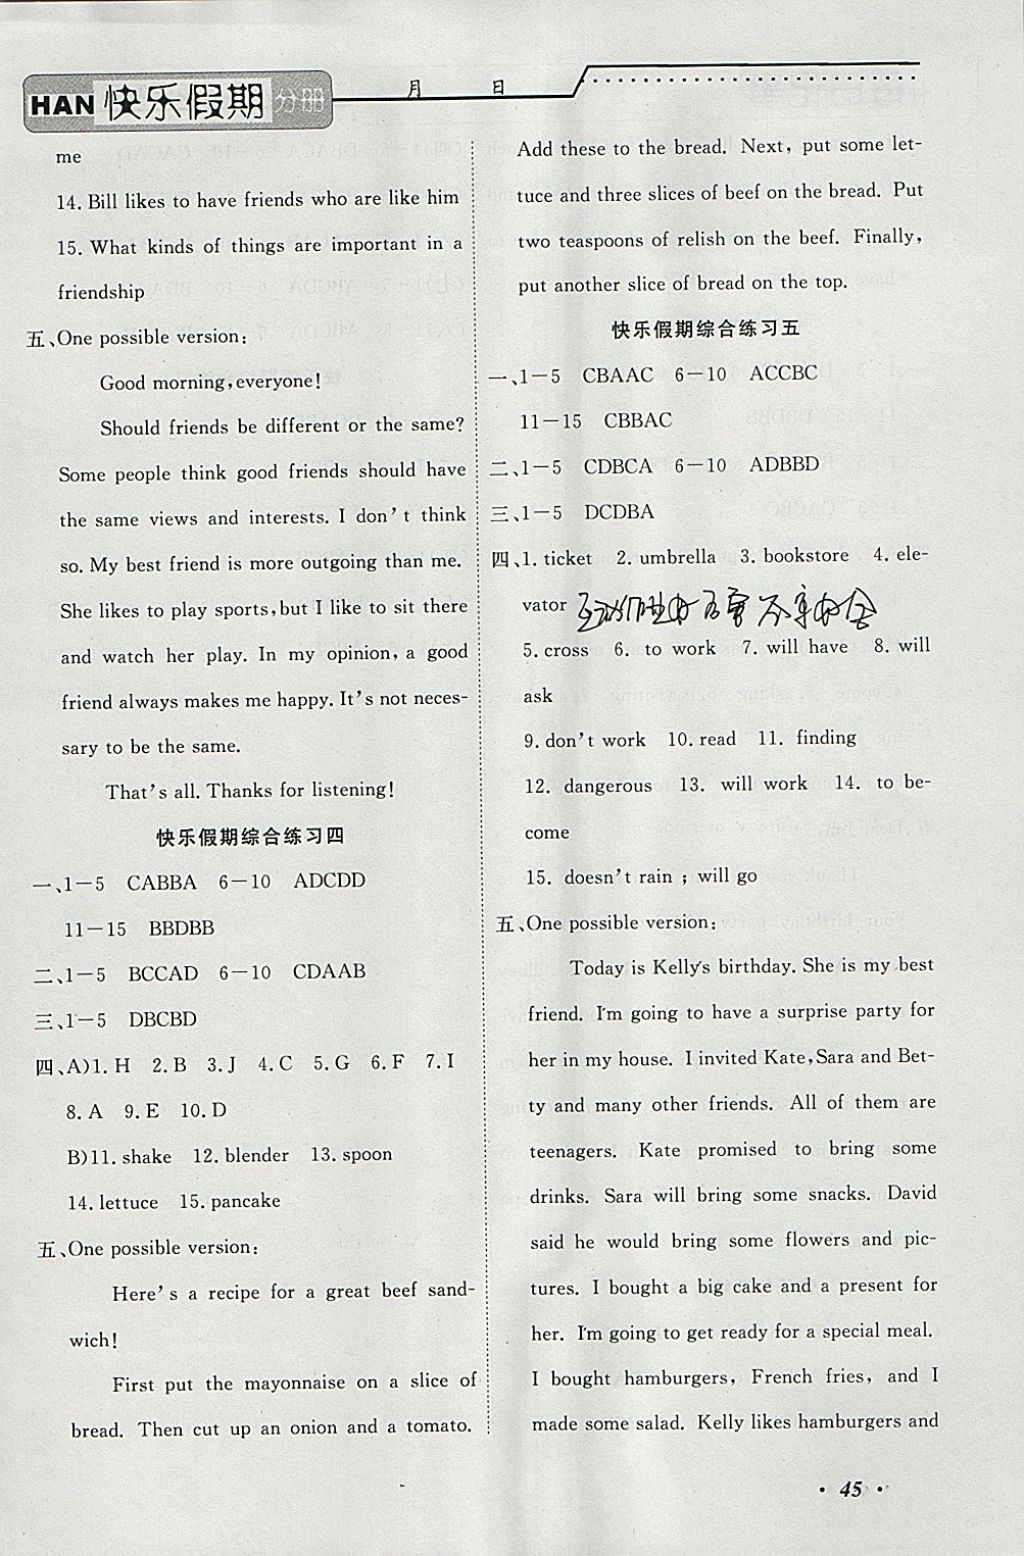 HAN 快乐假期 分册
月 日
me
14. Bill likes to have friends who are like him
15. What kinds of things are important in a
friendship
五、One possible version:
Good morning, everyone!
Should friends be different or the same?
Some people think good friends should have
the same views and interests. I don't think
so. My best friend is more outgoing than me.
She likes to play sports, but I like to sit there
and watch her play. In my opinion, a good
friend always makes me happy. It's not neces-
sary to be the same.
That's all. Thanks for listening!
快乐假期综合练习四
一、1—5 CABBA 6—10 ADCDD
11—15 BBDBB
二、1—5 BCCAD 6—10 CDAAB
三、1—5 DBCBD
四、A)1. H 2. B 3. J 4. C 5. G 6. F 7. I
8. A 9. E 10. D
B)11. shake 12. blender 13. spoon
14. lettuce 15. pancake
五、One possible version:
Here's a recipe for a great beef sand-
wich!
First put the mayonnaise on a slice of
bread. Then cut up an onion and a tomato.
Add these to the bread. Next, put some let-
tuce and three slices of beef on the bread. Put
two teaspoons of relish on the beef. Finally,
put another slice of bread on the top.
快乐假期综合练习五
一、1—5 CBAAC 6—10 ACCBC
11—15 CBBAC
二、1—5 CDBCA 6—10 ADBBD
三、1—5 DCDBA
四、1. ticket 2. umbrella 3. bookstore 4. ele-
vator
5. cross 6. to work 7. will have 8. will
ask
9. don't work 10. read 11. finding
12. dangerous 13. will work 14. to be-
come
15. doesn't rain ; will go
五、One possible version:
Today is Kelly's birthday. She is my best
friend. I'm going to have a surprise party for
her in my house. I invited Kate, Sara and Bet-
ty and many other friends. All of them are
teenagers. Kate promised to bring some
drinks. Sara will bring some snacks. David
said he would bring some flowers and pic-
tures. I bought a big cake and a present for
her. I'm going to get ready for a special meal.
I bought hamburgers, French fries, and I
made some salad. Kelly likes hamburgers and
• 45 •